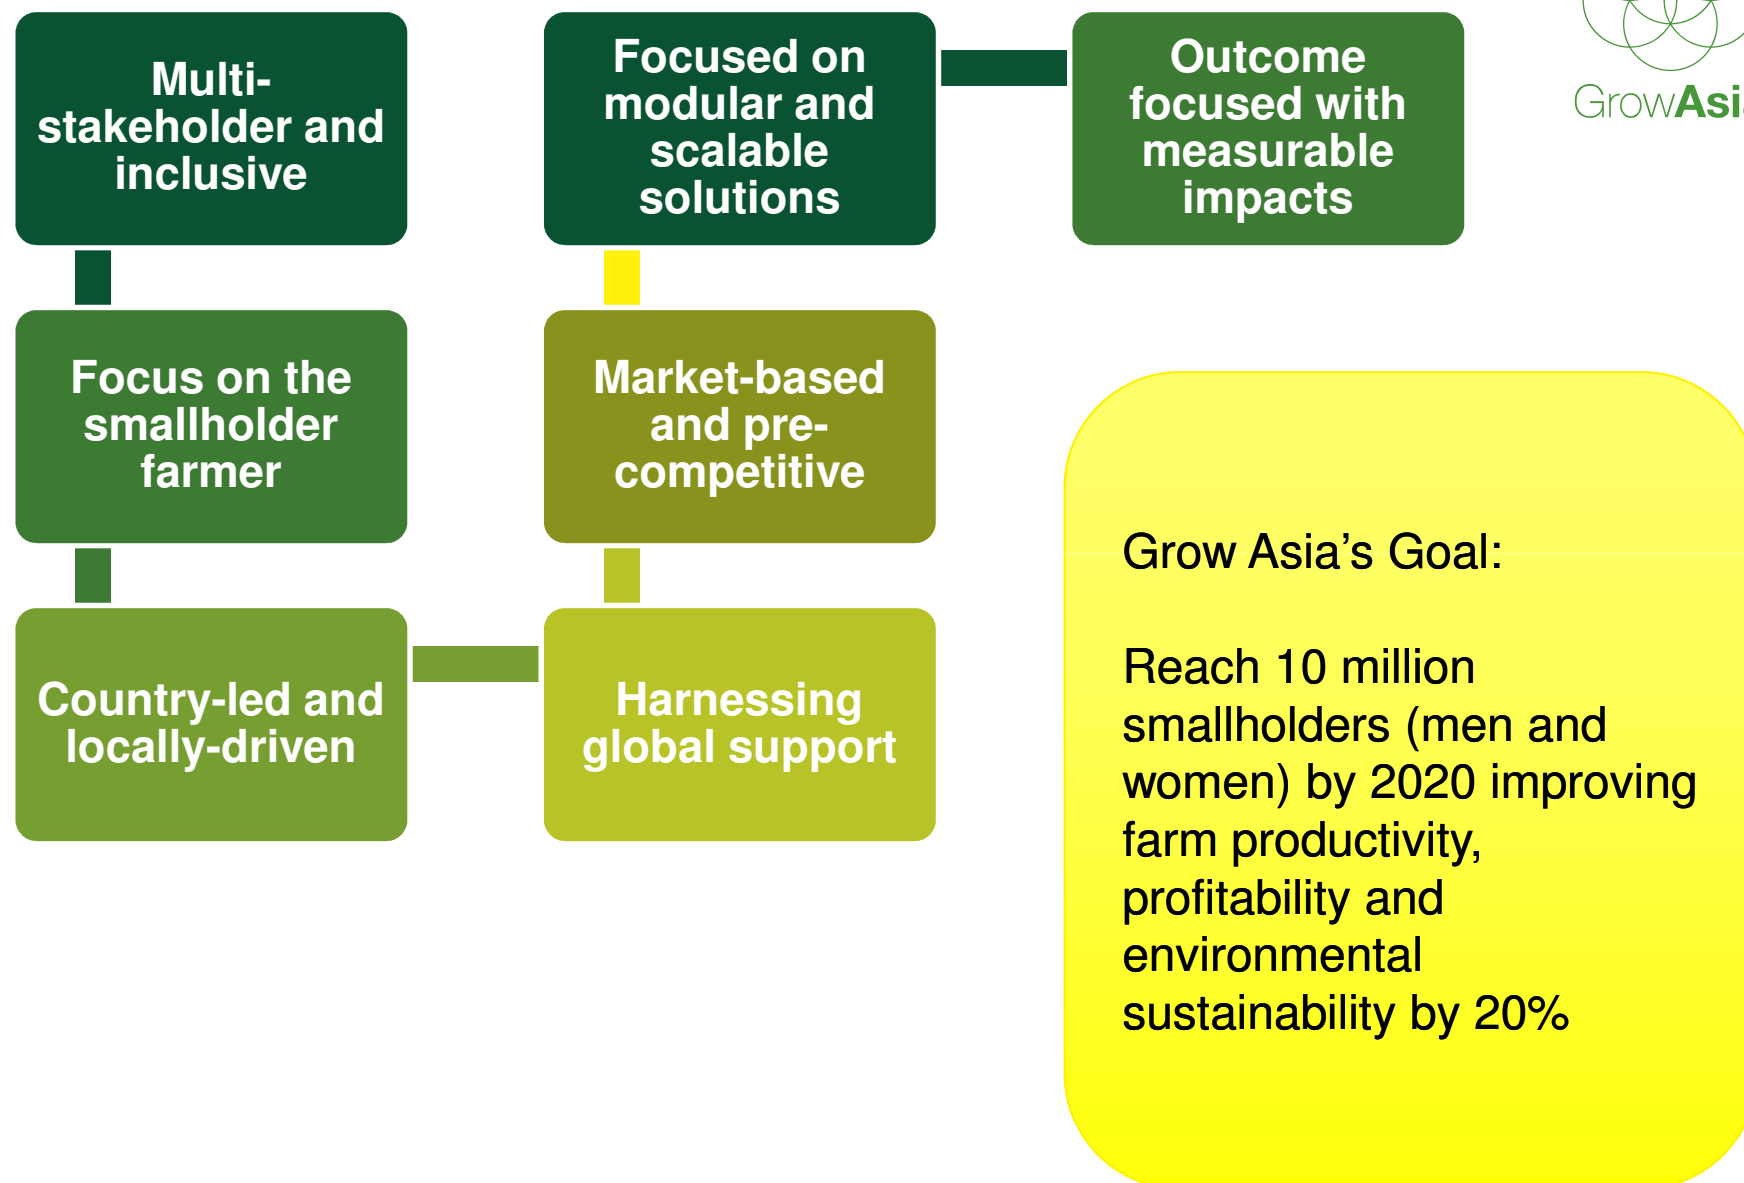 Multi-
stakeholder and
inclusive
Focus on the
smallholder
farmer
Country-led and
locally-driven
Harnessing
global support
Market-based
and pre-
competitive
Focused on
modular and
scalable
solutions
Outcome
focused with
measurable
impacts
GrowAsia
Grow Asia’s Goal:
Reach 10 million
smallholders (men and
women) by 2020 improving
farm productivity,
profitability and
environmental
sustainability by 20%